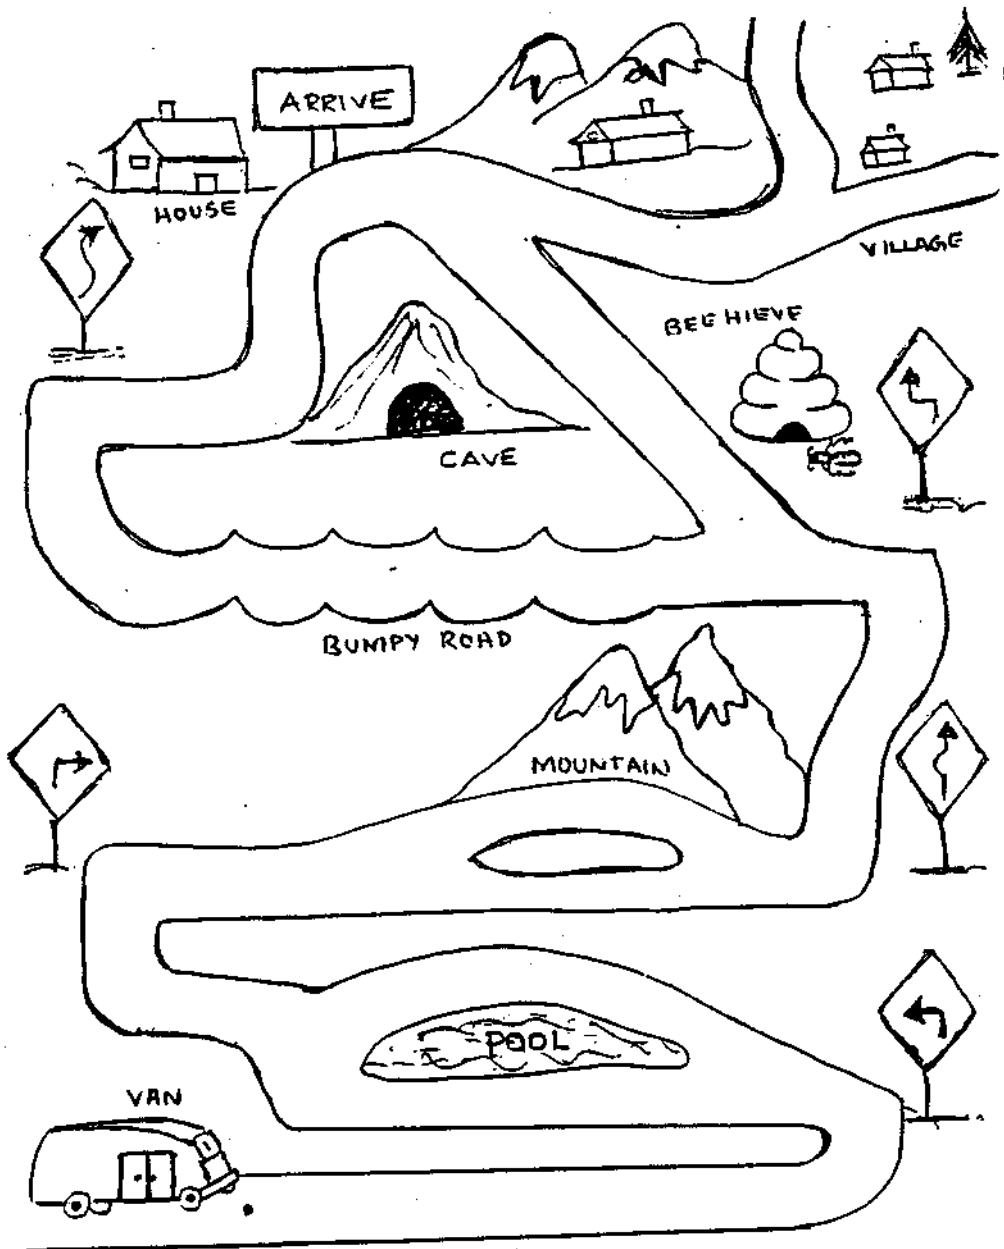 ARRIVE
HOUSE
VILLAGE
BEE HIEVE
CAVE
BUMPY ROAD
MOUNTAIN
POOL
VAN